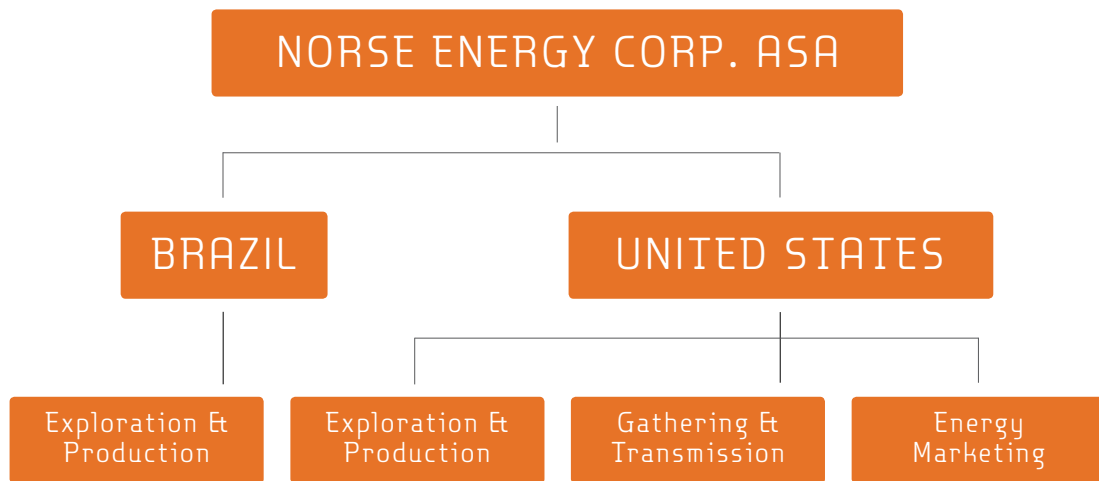 NORSE ENERGY CORP. ASA
BRAZIL
UNITED STATES
Exploration &
Production
Exploration &
Production
Gathering &
Transmission
Energy
Marketing